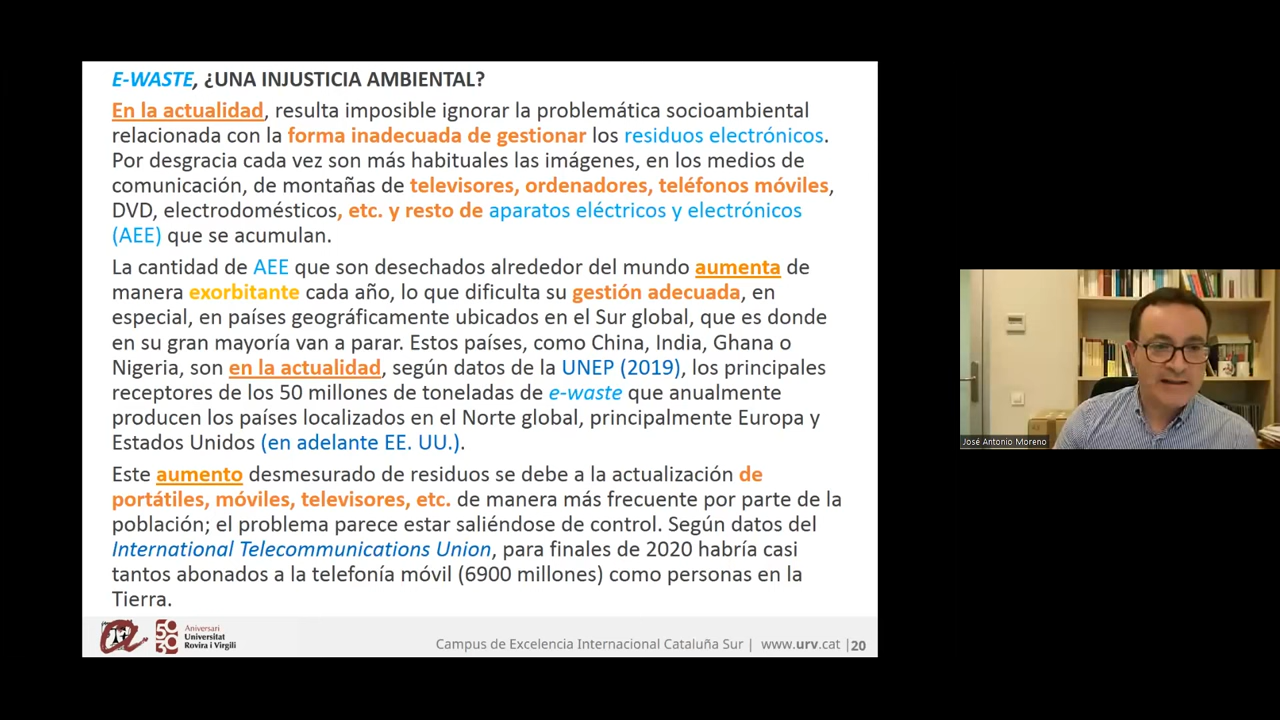 E-WASTE, ¿UNA INJUSTICIA AMBIENTAL?
En la actualidad, resulta imposible ignorar la problemática socioambiental
relacionada con la forma inadecuada de gestionar los residuos electrónicos.
Por desgracia cada vez son más habituales las imágenes, en los medios de
comunicación, de montañas de televisores, ordenadores, teléfonos móviles,
DVD, electrodomésticos, etc. y resto de aparatos eléctricos y electrónicos
(AEE) que se acumulan.
La cantidad de AEE que son desechados alrededor del mundo aumenta de
manera exorbitante cada año, lo que dificulta su gestión adecuada, en
especial, en países geográficamente ubicados en el Sur global, que es donde
en su gran mayoría van a parar. Estos países, como China, India, Ghana o
Nigeria, son en la actualidad, según datos de la UNEP (2019), los principales
receptores de los 50 millones de toneladas de e-waste que anualmente
producen los países localizados en el Norte global, principalmente Europa y
Estados Unidos (en adelante EE. UU.).
Este aumento desmesurado de residuos se debe a la actualización de
portátiles, móviles, televisores, etc. de manera más frecuente por parte de la
población; el problema parece estar saliéndose de control. Según datos del
International Telecommunications Union, para finales de 2020 habría casi
tantos abonados a la telefonía móvil (6900 millones) como personas en la
Tierra.
Aniversari
Universitat
Rovira i Virgili
Campus de Excelencia Internacional Cataluña Sur | www.urv.cat |20
José Antonio Moreno